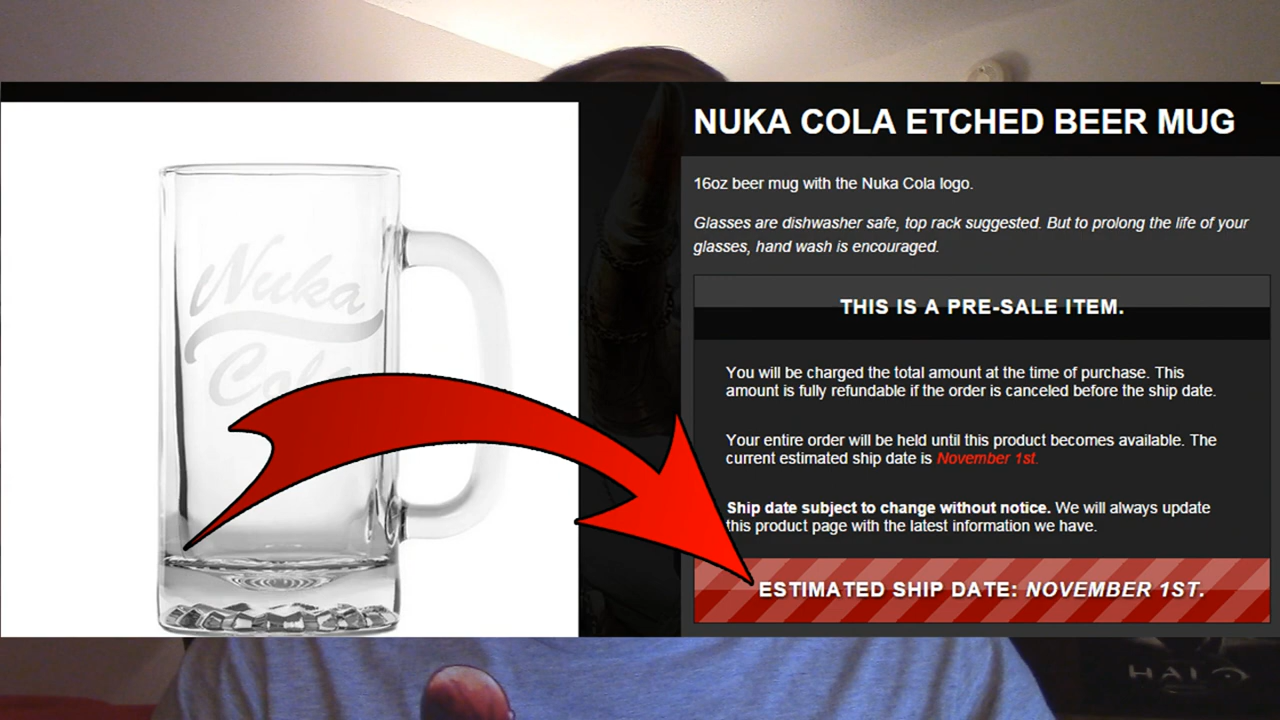 Nuka
Cola
NUKA COLA ETCHED BEER MUG
16oz beer mug with the Nuka Cola logo.
Glasses are dishwasher safe, top rack suggested. But to prolong the life of your
glasses, hand wash is encouraged.
THIS IS A PRE-SALE ITEM.
You will be charged the total amount at the time of purchase. This
amount is fully refundable if the order is canceled before the ship date.
Your entire order will be held until this product becomes available. The
current estimated ship date is November 1st.
Ship date subject to change without notice. We will always update
this product page with the latest information we have.
ESTIMATED SHIP DATE: NOVEMBER 1ST.
HALO